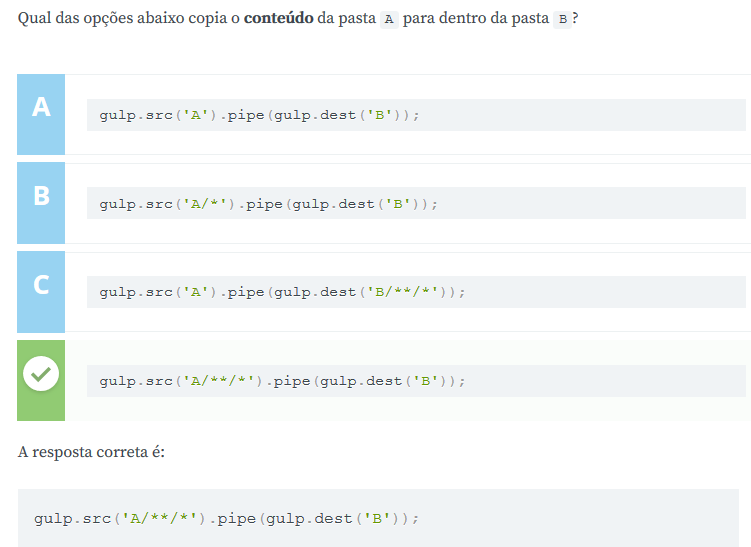 Qual das opções abaixo copia o conteúdo da pasta A para dentro da pasta B?
A
gulp.src('A').pipe(gulp.dest('B'));
B
gulp.src('A/*').pipe(gulp.dest('B'));
C
gulp.src('A').pipe(gulp.dest('B/**/*'));
gulp.src('A/**/*').pipe(gulp.dest('B'));
A resposta correta é:
gulp.src('A/**/*').pipe(gulp.dest('B'));